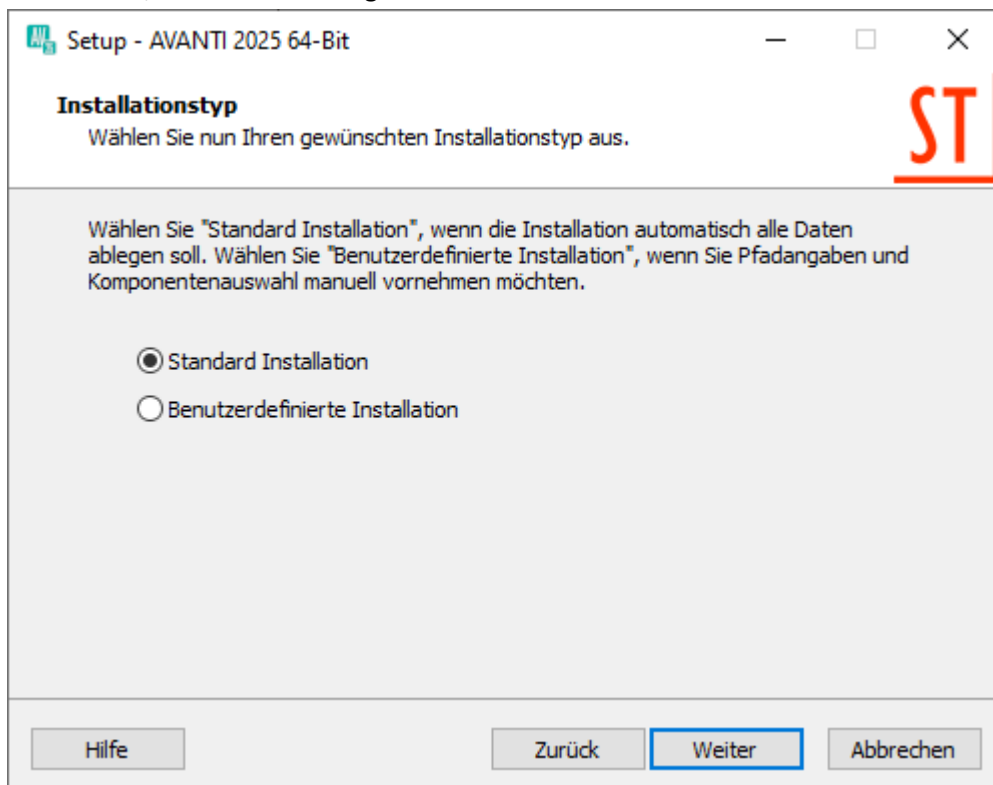 Setup - AVANTI 2025 64-Bit
Installationstyp
Wählen Sie nun Ihren gewünschten Installationstyp aus.
ST
Wählen Sie "Standard Installation", wenn die Installation automatisch alle Daten
ablegen soll. Wählen Sie "Benutzerdefinierte Installation", wenn Sie Pfadangaben und
Komponentenauswahl manuell vornehmen möchten.
Standard Installation
Benutzerdefinierte Installation
Hilfe
Zurück
Weiter
Abbrechen